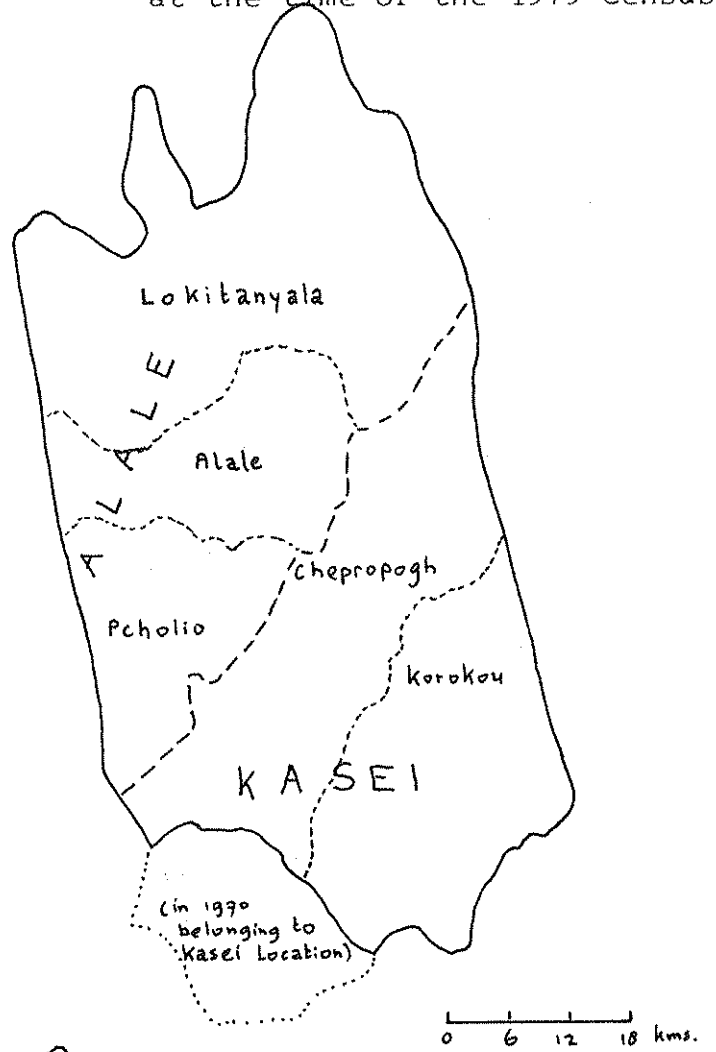 at the time of the 1979 Census
Lokitanyala
ALALE
Alale
Chepropogh
Pcholio
Korokou
KASEI
(in 1970
belonging to
Kasei Location)
0 6 12 18 kms.